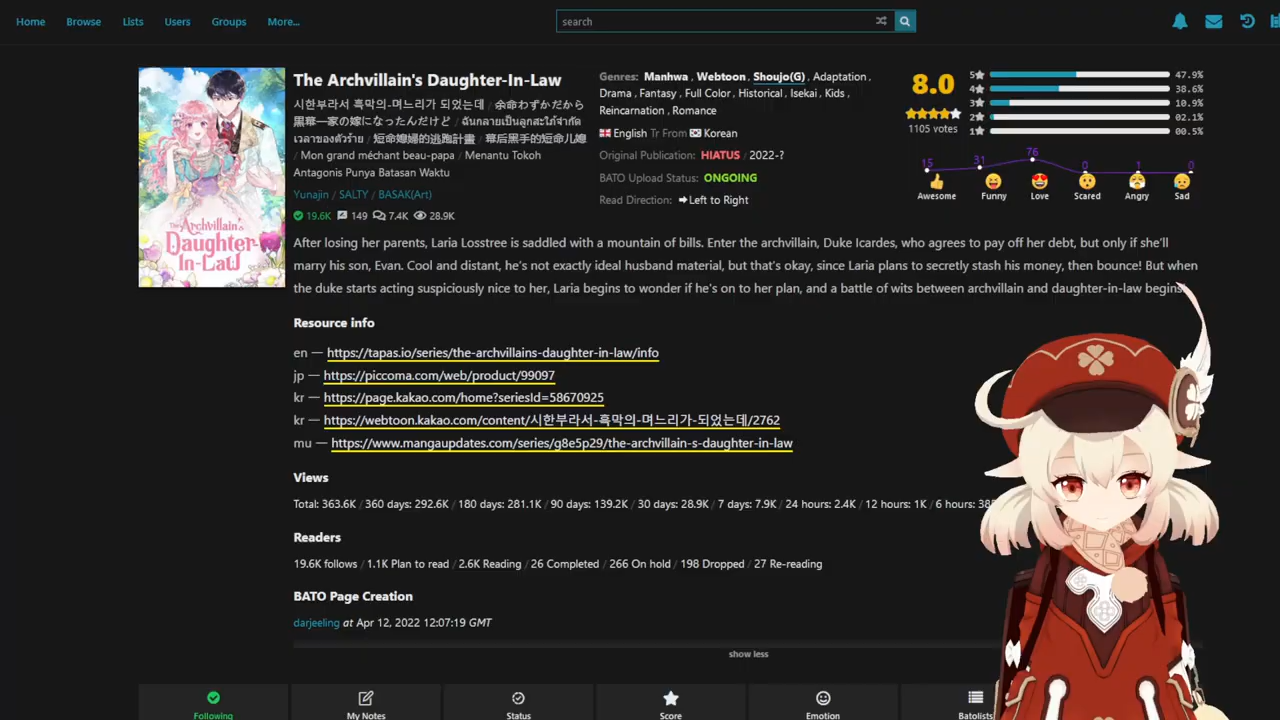 Home Browse Lists Users Groups More...
search
The Archvillain's Daughter-In-Law
시한부라서 흑막의-며느리가 되었는데 / 余命わずかだから
黒幕一家の嫁になったんだけど / ฉันกลายเป็นลูกสะใภ้จำกัด
เวลาของตัวร้าย / 短命媳婦的逃跑計畫 / 幕后黑手的短命儿媳
/ Mon grand méchant beau-papa / Menantu Tokoh
Antagonis Punya Batasan Waktu
Yunajin / SALTY / BASAK(Art)
19.6K 149 7.4K 28.9K
Genres: Manhwa , Webtoon , Shoujo(G) , Adaptation ,
Drama , Fantasy , Full Color , Historical , Isekai , Kids ,
Reincarnation , Romance
English Tr From Korean
Original Publication: HIATUS / 2022-?
BATO Upload Status: ONGOING
Read Direction: Left to Right
8.0
1105 votes
5 47.9%
4 38.6%
3 10.9%
2 02.1%
1 00.5%
15 31 76 0 1 0
Awesome Funny Love Scared Angry Sad
The Archvillain's
Daughter-
In-Law
After losing her parents, Laria Losstree is saddled with a mountain of bills. Enter the archvillain, Duke Icardes, who agrees to pay off her debt, but only if she'll
marry his son, Evan. Cool and distant, he's not exactly ideal husband material, but that's okay, since Laria plans to secretly stash his money, then bounce! But when
the duke starts acting suspiciously nice to her, Laria begins to wonder if he's on to her plan, and a battle of wits between archvillain and daughter-in-law begins!
Resource info
en — https://tapas.io/series/the-archvillains-daughter-in-law/info
jp — https://piccoma.com/web/product/99097
kr — https://page.kakao.com/home?seriesId=58670925
kr — https://webtoon.kakao.com/content/시한부라서-흑막의-며느리가-되었는데/2762
mu — https://www.mangaupdates.com/series/g8e5p29/the-archvillain-s-daughter-in-law
Views
Total: 363.6K / 360 days: 292.6K / 180 days: 281.1K / 90 days: 139.2K / 30 days: 28.9K / 7 days: 7.9K / 24 hours: 2.4K / 12 hours: 1K / 6 hours:
Readers
19.6K follows / 1.1K Plan to read / 2.6K Reading / 26 Completed / 266 On hold / 198 Dropped / 27 Re-reading
BATO Page Creation
darjeeling at Apr 12, 2022 12:07:19 GMT
show less
Following My Notes Status Score Emotion Batolists